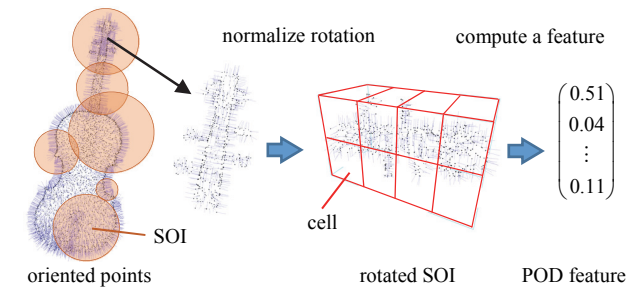 normalize rotation
compute a feature
0.51
0.04
⋮
0.11
cell
SOI
oriented points
rotated SOI
POD feature